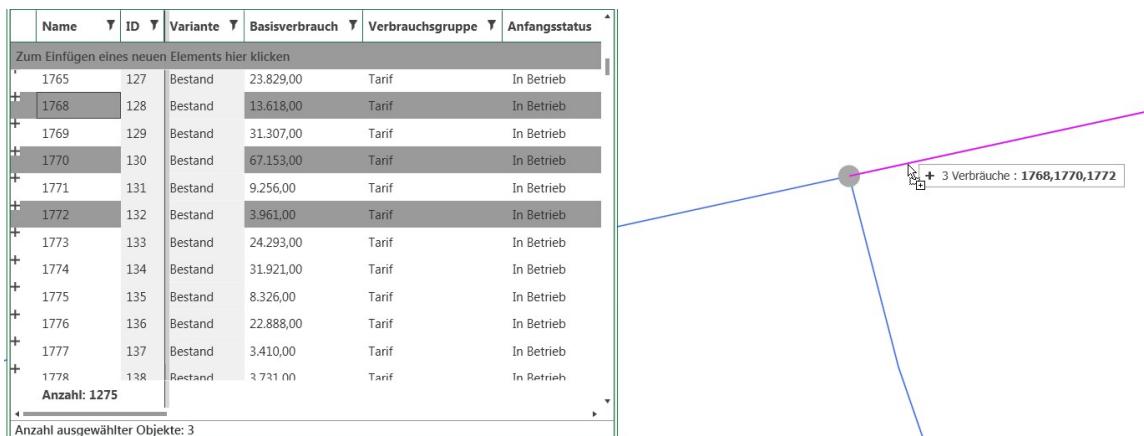 Name ID Variante Basisverbrauch Verbrauchsgruppe Anfangsstatus
Zum Einfügen eines neuen Elements hier klicken
1765 127 Bestand 23.829,00 Tarif In Betrieb
1768 128 Bestand 13.618,00 Tarif In Betrieb
1769 129 Bestand 31.307,00 Tarif In Betrieb
1770 130 Bestand 67.153,00 Tarif In Betrieb
1771 131 Bestand 9.256,00 Tarif In Betrieb
1772 132 Bestand 3.961,00 Tarif In Betrieb
1773 133 Bestand 24.293,00 Tarif In Betrieb
1774 134 Bestand 31.921,00 Tarif In Betrieb
1775 135 Bestand 8.326,00 Tarif In Betrieb
1776 136 Bestand 22.888,00 Tarif In Betrieb
1777 137 Bestand 3.410,00 Tarif In Betrieb
1778 138 Bestand 3.731,00 Tarif In Betrieb
Anzahl: 1275
Anzahl ausgewählter Objekte: 3
+ 3 Verbräuche : 1768,1770,1772